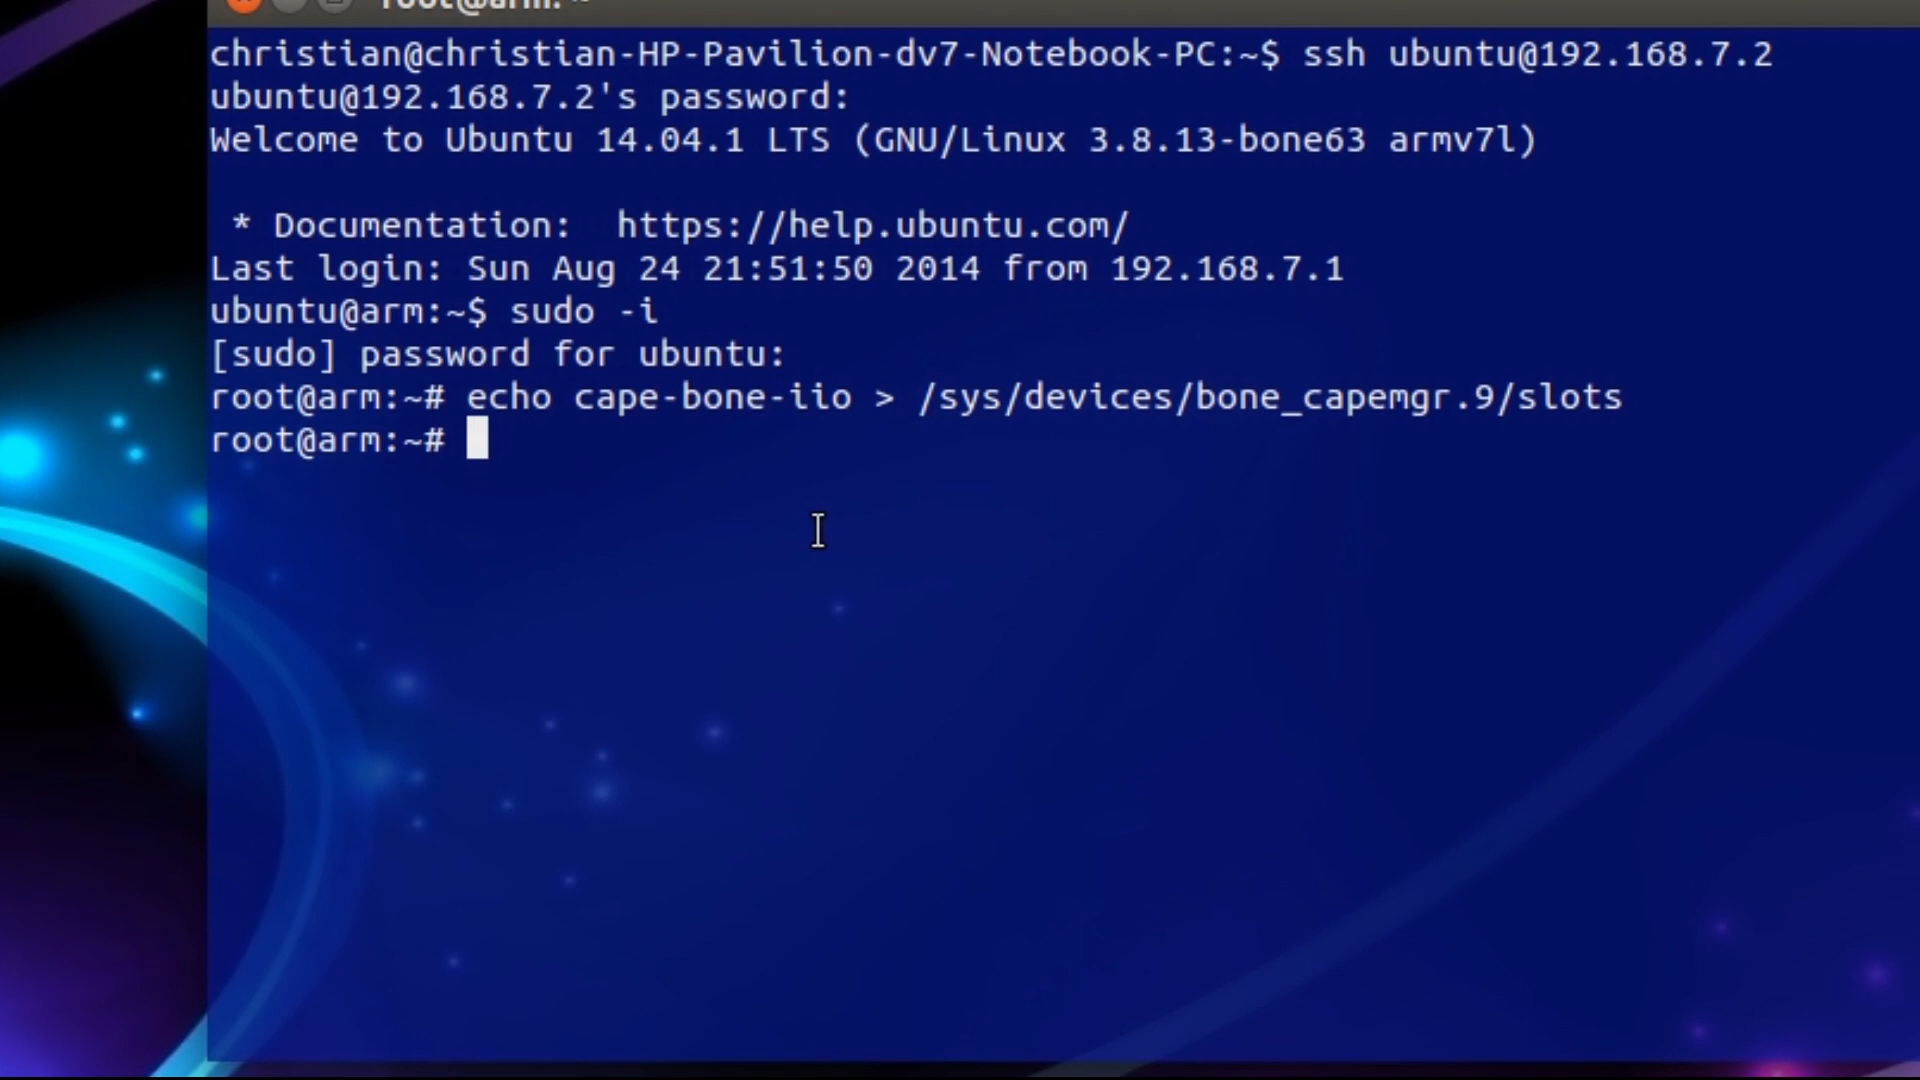 root@arm: ~
christian@christian-HP-Pavilion-dv7-Notebook-PC:~$ ssh ubuntu@192.168.7.2
ubuntu@192.168.7.2's password:
Welcome to Ubuntu 14.04.1 LTS (GNU/Linux 3.8.13-bone63 armv7l)
* Documentation:  https://help.ubuntu.com/
Last login: Sun Aug 24 21:51:50 2014 from 192.168.7.1
ubuntu@arm:~$ sudo -i
[sudo] password for ubuntu:
root@arm:~# echo cape-bone-iio > /sys/devices/bone_capemgr.9/slots
root@arm:~#